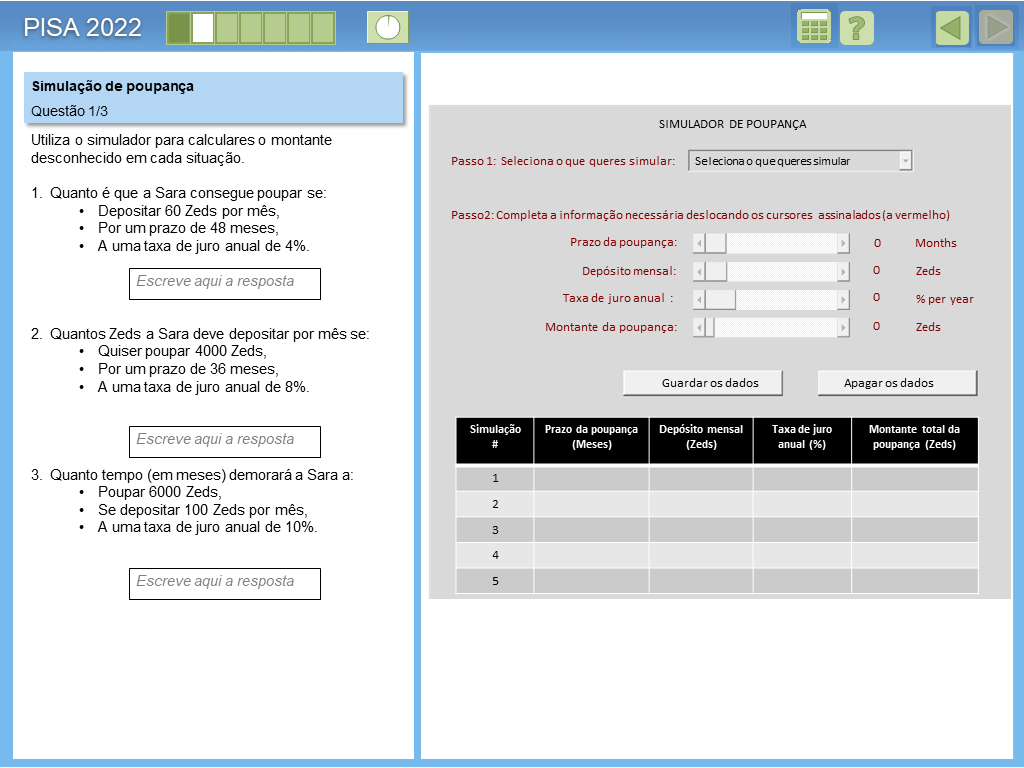 PISA 2022
?
Simulação de poupança
Questão 1/3
Utiliza o simulador para calculares o montante
desconhecido em cada situação.
1. Quanto é que a Sara consegue poupar se:
• Depositar 60 Zeds por mês,
• Por um prazo de 48 meses,
• A uma taxa de juro anual de 4%.
Escreve aqui a resposta
2. Quantos Zeds a Sara deve depositar por mês se:
• Quiser poupar 4000 Zeds,
• Por um prazo de 36 meses,
• A uma taxa de juro anual de 8%.
Escreve aqui a resposta
3. Quanto tempo (em meses) demorará a Sara a:
• Poupar 6000 Zeds,
• Se depositar 100 Zeds por mês,
• A uma taxa de juro anual de 10%.
Escreve aqui a resposta
SIMULADOR DE POUPANÇA
Passo 1: Seleciona o que queres simular: Seleciona o que queres simular
Passo2: Completa a informação necessária deslocando os cursores assinalados (a vermelho)
Prazo da poupança: 0 Months
Depósito mensal: 0 Zeds
Taxa de juro anual : 0 % per year
Montante da poupança: 0 Zeds
Guardar os dados Apagar os dados
Simulação Prazo da poupança Depósito mensal Taxa de juro Montante total da
# (Meses) (Zeds) anual (%) poupança (Zeds)
1
2
3
4
5